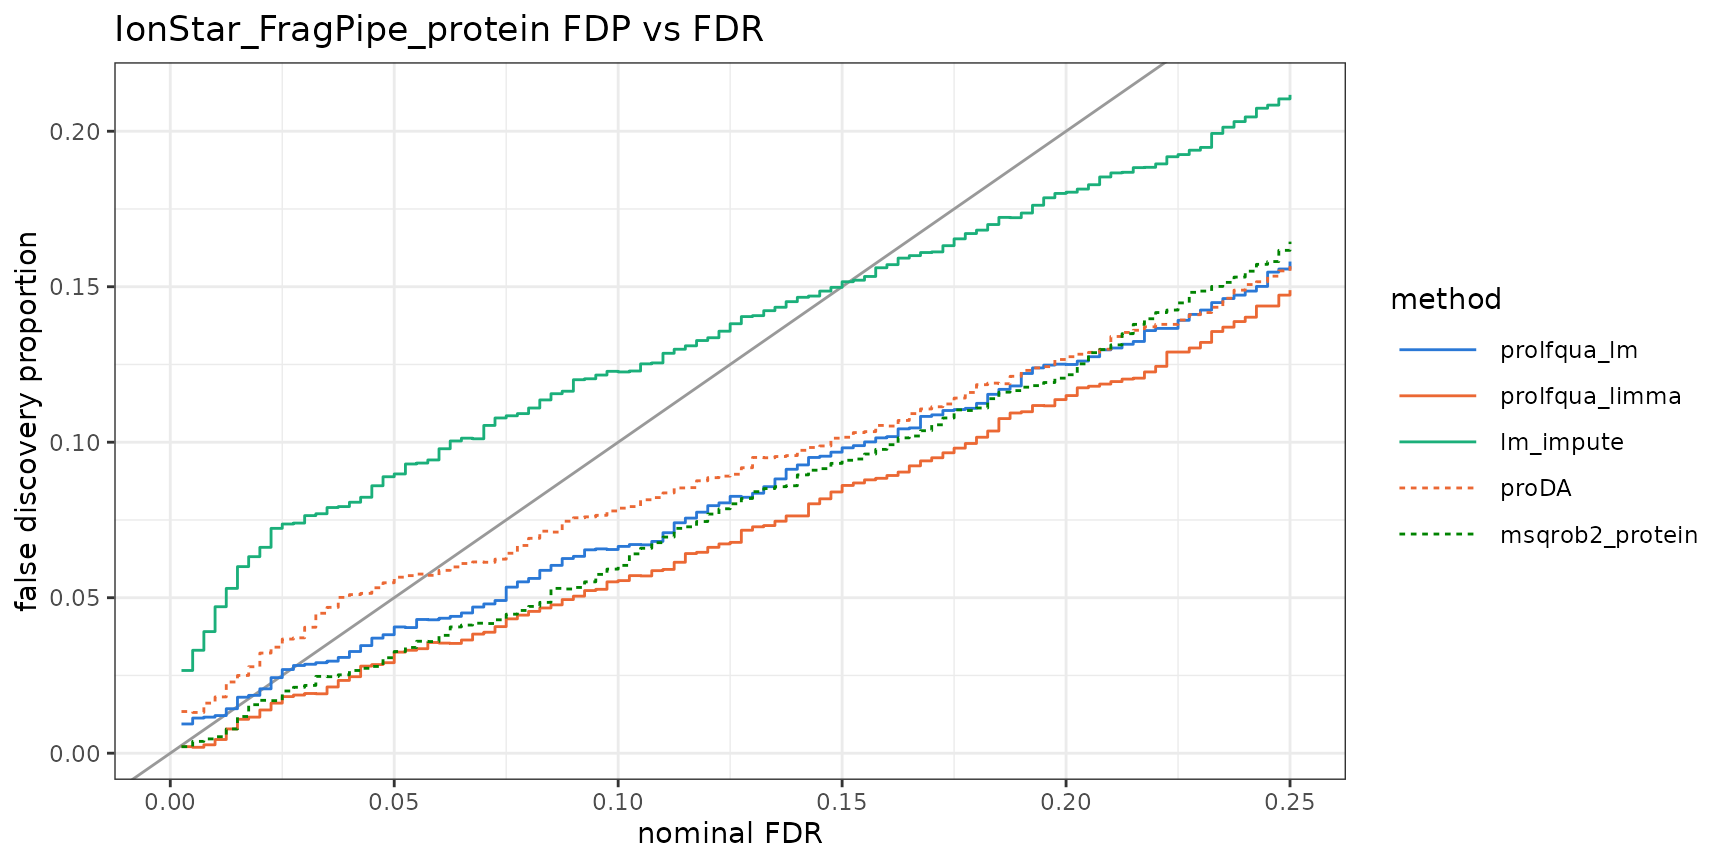 IonStar_FragPipe_protein FDP vs FDR
false discovery proportion
0.20
0.15
0.10
0.05
0.00
0.00 0.05 0.10 0.15 0.20 0.25
nominal FDR
method
prolfqua_lm
prolfqua_limma
lm_impute
proDA
msqrob2_protein